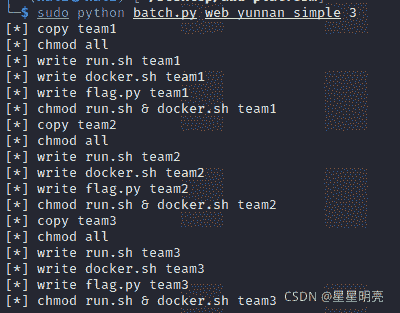 └─$ sudo python batch.py web_yunnan_simple 3
[*] copy team1
[*] chmod all
[*] write run.sh team1
[*] write docker.sh team1
[*] write flag.py team1
[*] chmod run.sh & docker.sh team1
[*] copy team2
[*] chmod all
[*] write run.sh team2
[*] write docker.sh team2
[*] write flag.py team2
[*] chmod run.sh & docker.sh team2
[*] copy team3
[*] chmod all
[*] write run.sh team3
[*] write docker.sh team3
[*] write flag.py team3
[*] chmod run.sh & docker.sh team3
CSDN @星星明亮